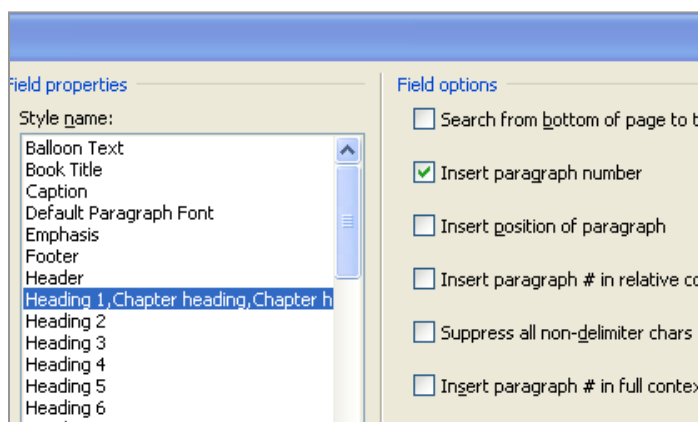 Field properties
Style name:
Balloon Text
Book Title
Caption
Default Paragraph Font
Emphasis
Footer
Header
Heading 1,Chapter heading,Chapter h
Heading 2
Heading 3
Heading 4
Heading 5
Heading 6
Field options
Search from bottom of page to t
Insert paragraph number
Insert position of paragraph
Insert paragraph # in relative co
Suppress all non-delimiter chars
Insert paragraph # in full contex